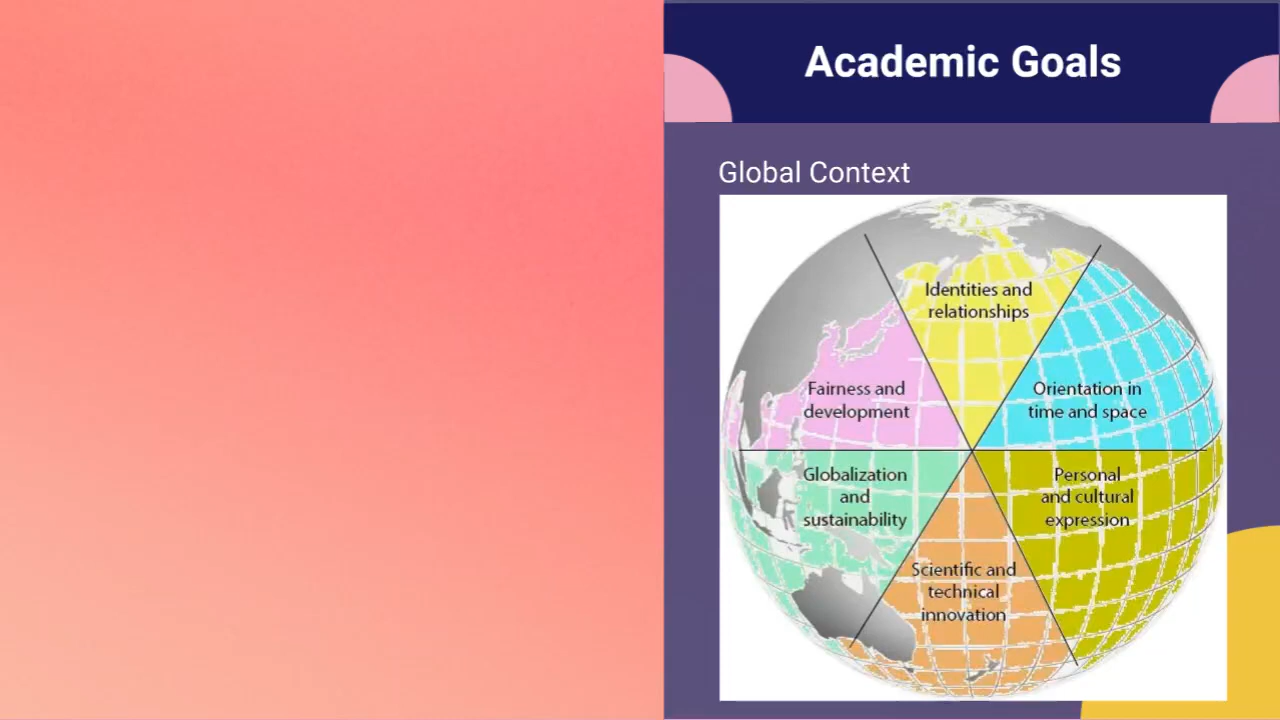 Academic Goals
Global Context
Identities and
relationships
Fairness and
development
Orientation in
time and space
Globalization
and
sustainability
Personal
and cultural
expression
Scientific and
technical
innovation